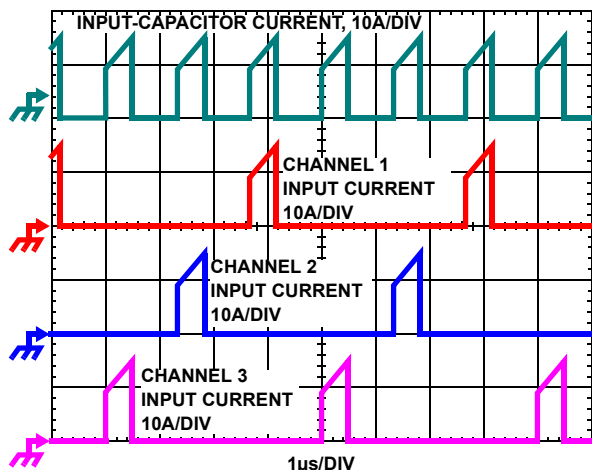 INPUT-CAPACITOR CURRENT, 10A/DIV
CHANNEL 1
INPUT CURRENT
10A/DIV
CHANNEL 2
INPUT CURRENT
10A/DIV
CHANNEL 3
INPUT CURRENT
10A/DIV
1µs/DIV